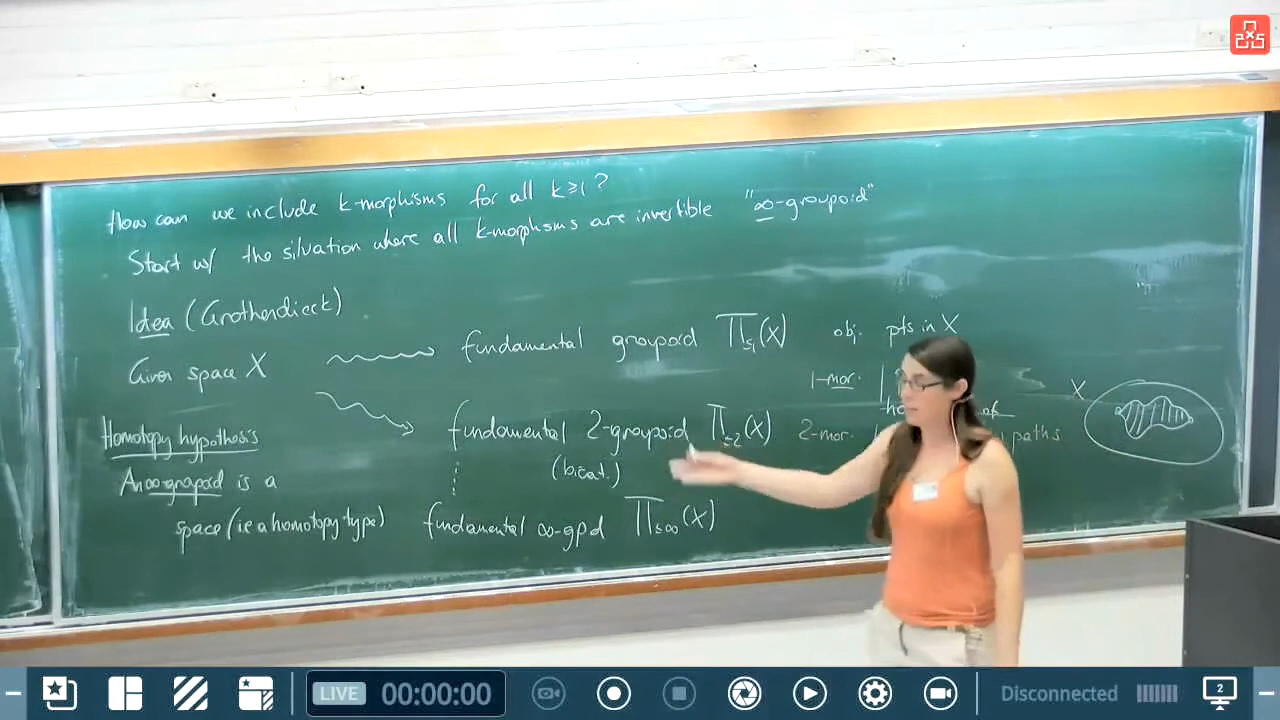 How can we include k-morphisms for all k≥1?
Start w/ the situation where all k-morphisms are invertible "∞-groupoid"
Idea (Grothendieck)
Given space X fundamental groupoid Π≤1(X) obj. pts in X
1-mor.
X
Homotopy hypothesis
fundamental 2-groupoid Π≤2(X) 2-mor. paths
(bicat.)
An ∞-groupoid is a
space (ie a homotopy type) fundamental ∞-gpd Π≤∞(X)
LIVE 00:00:00 Disconnected 2